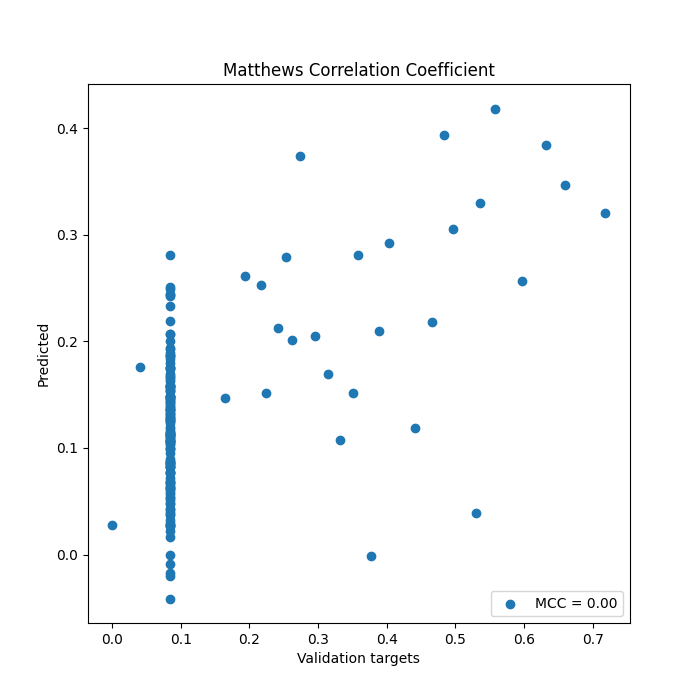 Matthews Correlation Coefficient
0.4
0.3
0.2
0.1
0.0
Predicted
MCC = 0.00
0.0 0.1 0.2 0.3 0.4 0.5 0.6 0.7
Validation targets